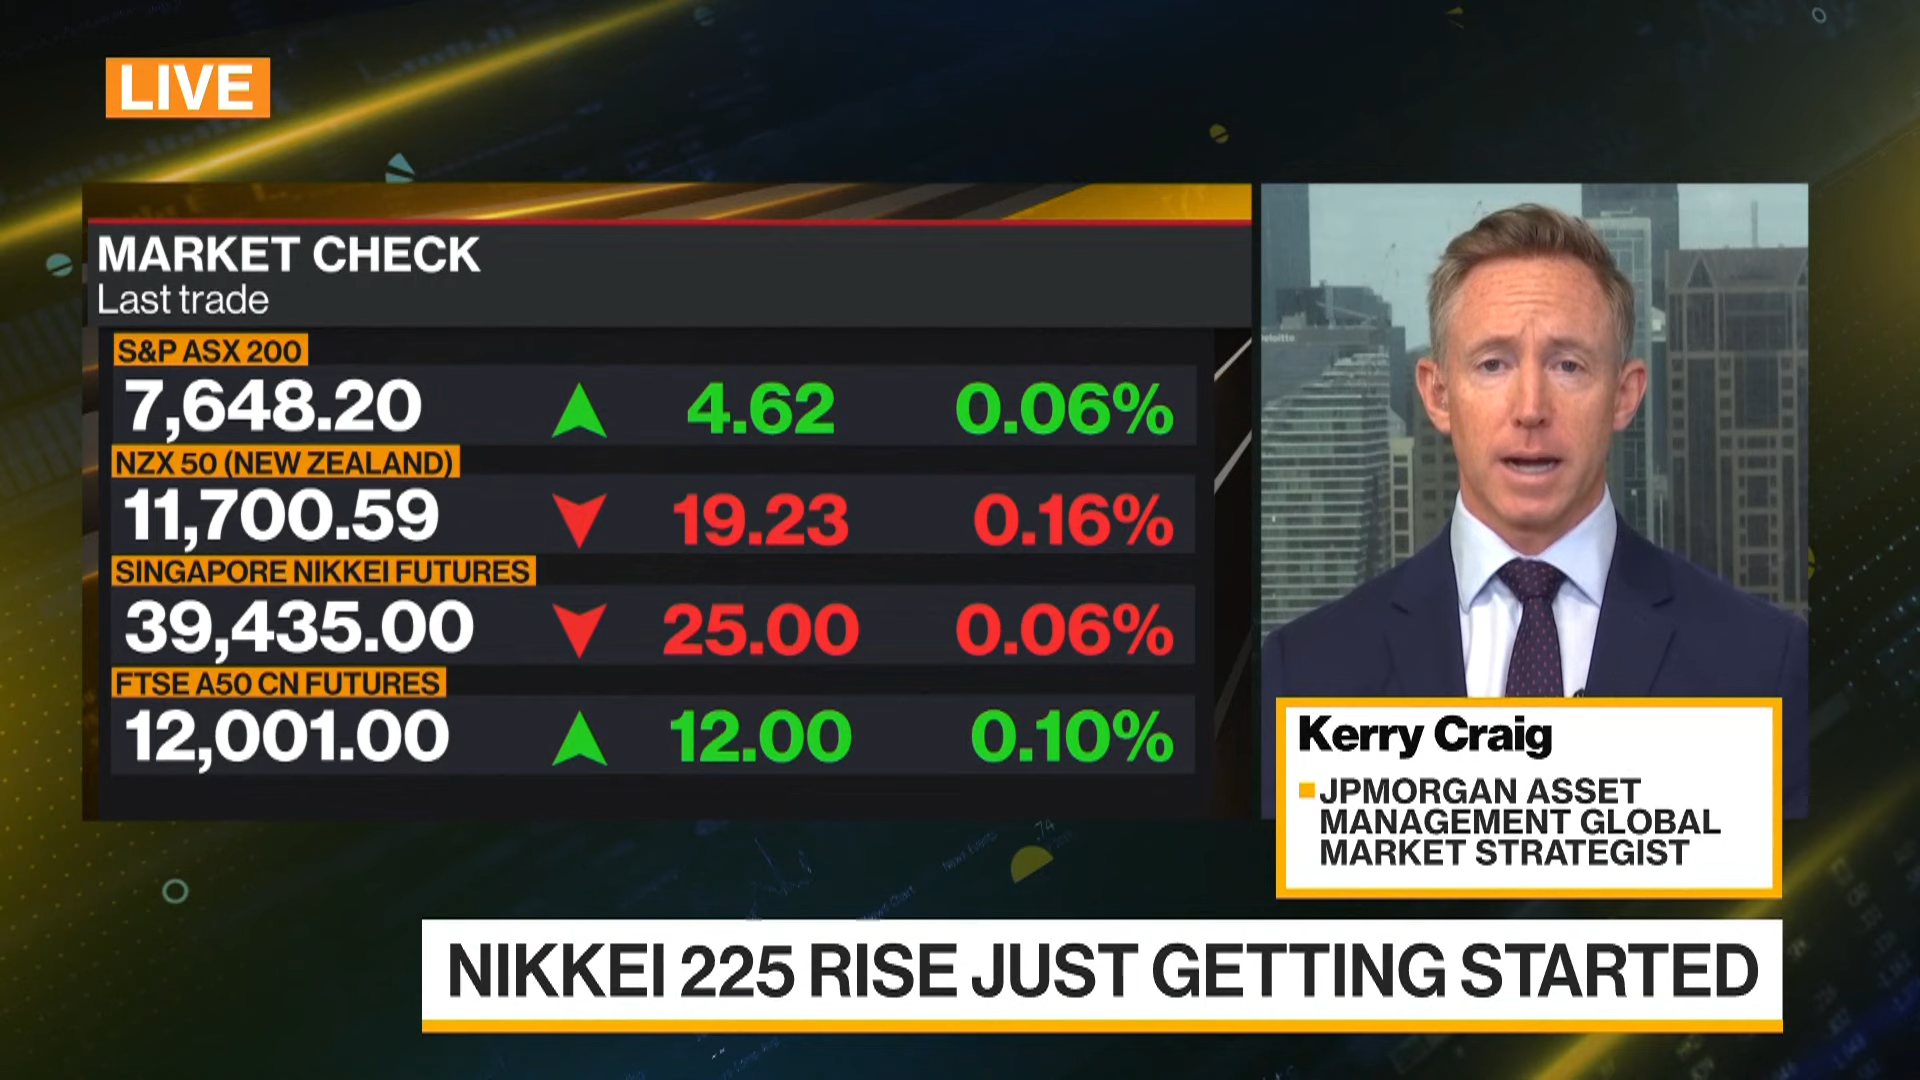 LIVE
MARKET CHECK
Last trade
S&P ASX 200
7,648.20 4.62 0.06%
NZX 50 (NEW ZEALAND)
11,700.59 19.23 0.16%
SINGAPORE NIKKEI FUTURES
39,435.00 25.00 0.06%
FTSE A50 CN FUTURES
12,001.00 12.00 0.10%
Deloitte
Kerry Craig
JPMORGAN ASSET
MANAGEMENT GLOBAL
MARKET STRATEGIST
NIKKEI 225 RISE JUST GETTING STARTED